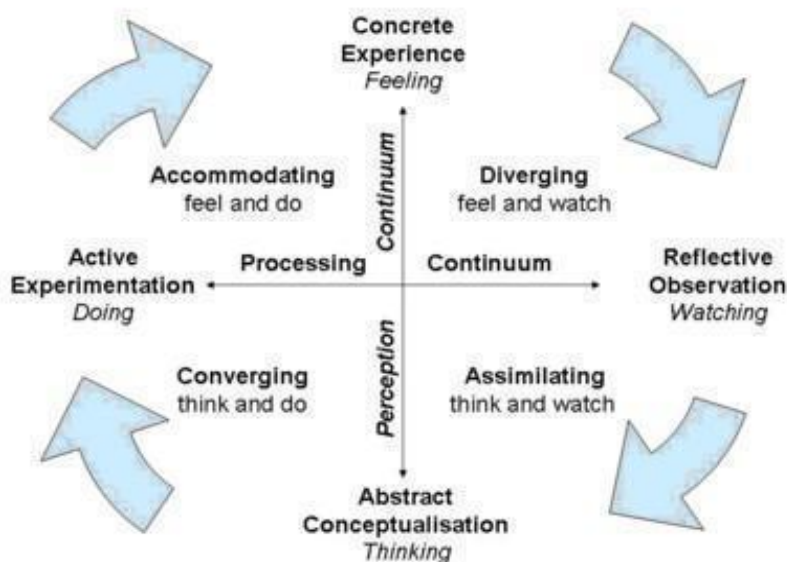 Concrete
Experience
Feeling
Continuum
Accommodating
feel and do
Diverging
feel and watch
Active
Experimentation
Doing
Processing
Continuum
Reflective
Observation
Watching
Perception
Converging
think and do
Assimilating
think and watch
Abstract
Conceptualisation
Thinking